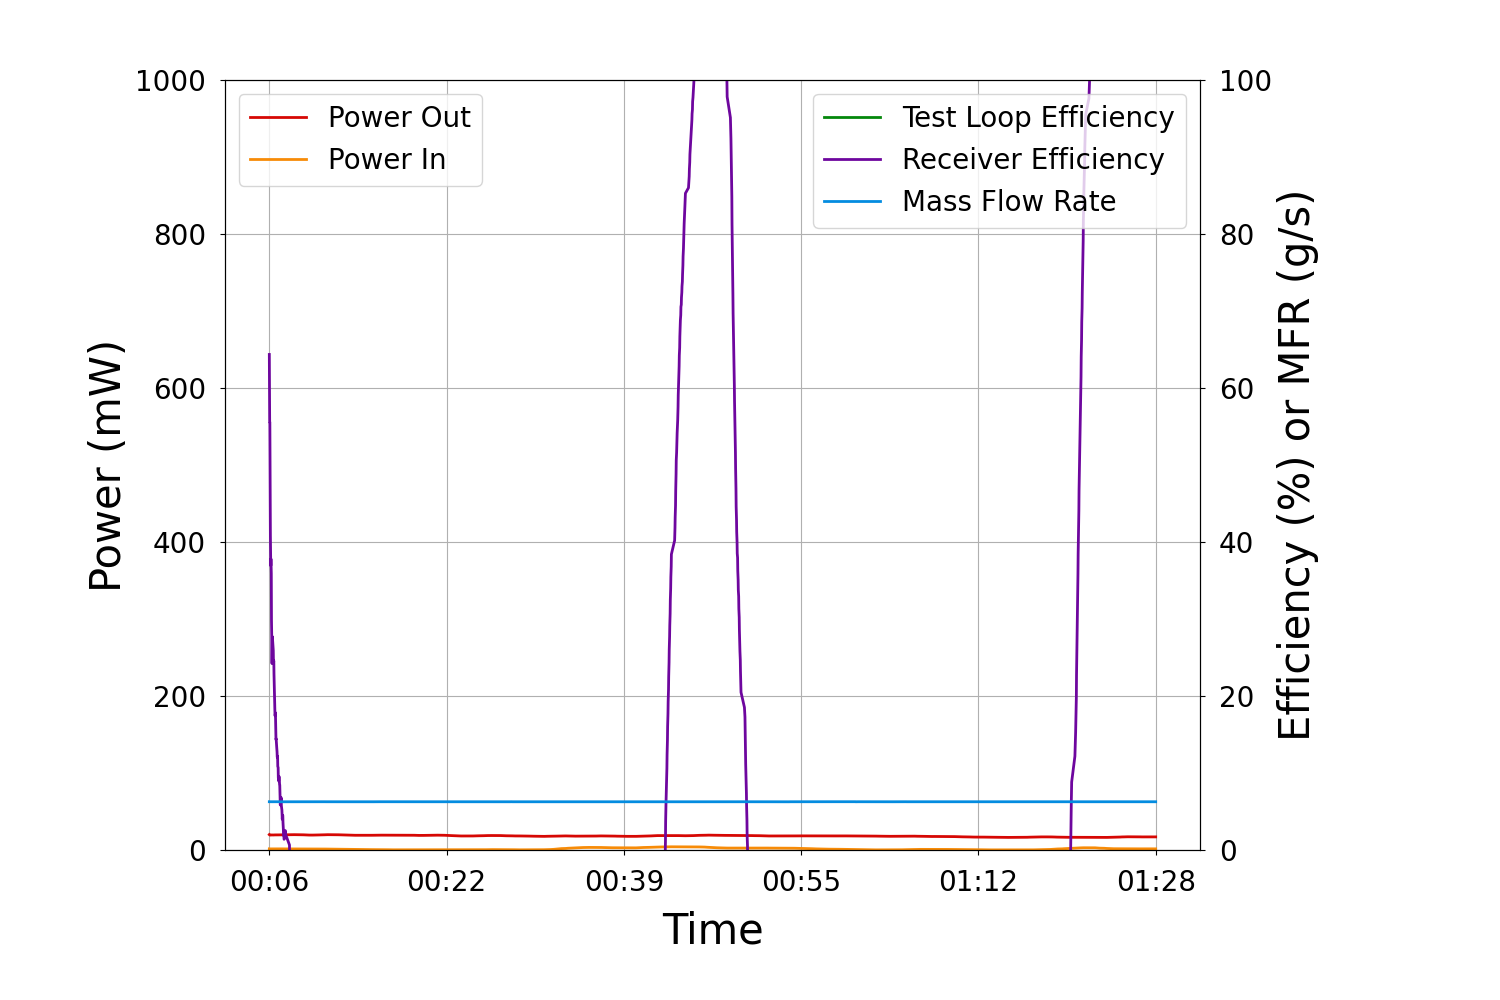 1000
800
600
400
200
0
Power (mW)
Power Out
Power In
Test Loop Efficiency
Receiver Efficiency
Mass Flow Rate
100
80
60
40
20
0
Efficiency (%) or MFR (g/s)
00:06 00:22 00:39 00:55 01:12 01:28
Time